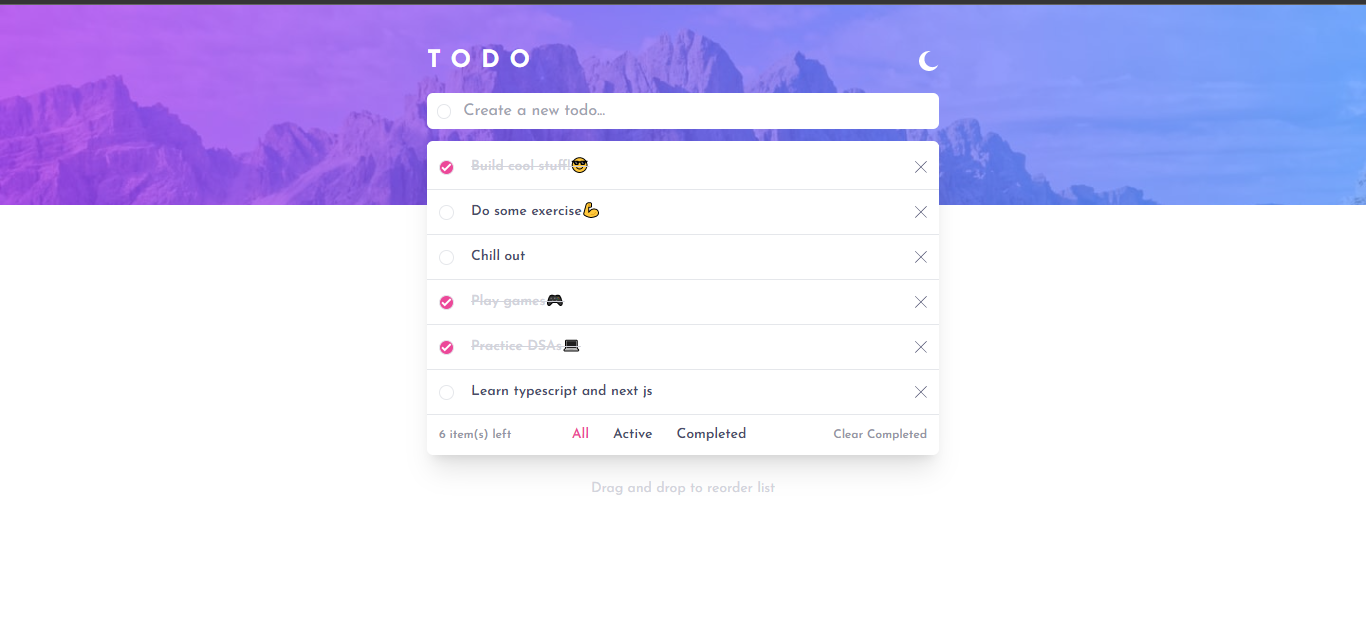 TODO
Create a new todo...
Build cool stuff!😎
Do some exercise💪
Chill out
Play games🎮
Practice DSAs💻
Learn typescript and next js
6 item(s) left All Active Completed Clear Completed
Drag and drop to reorder list